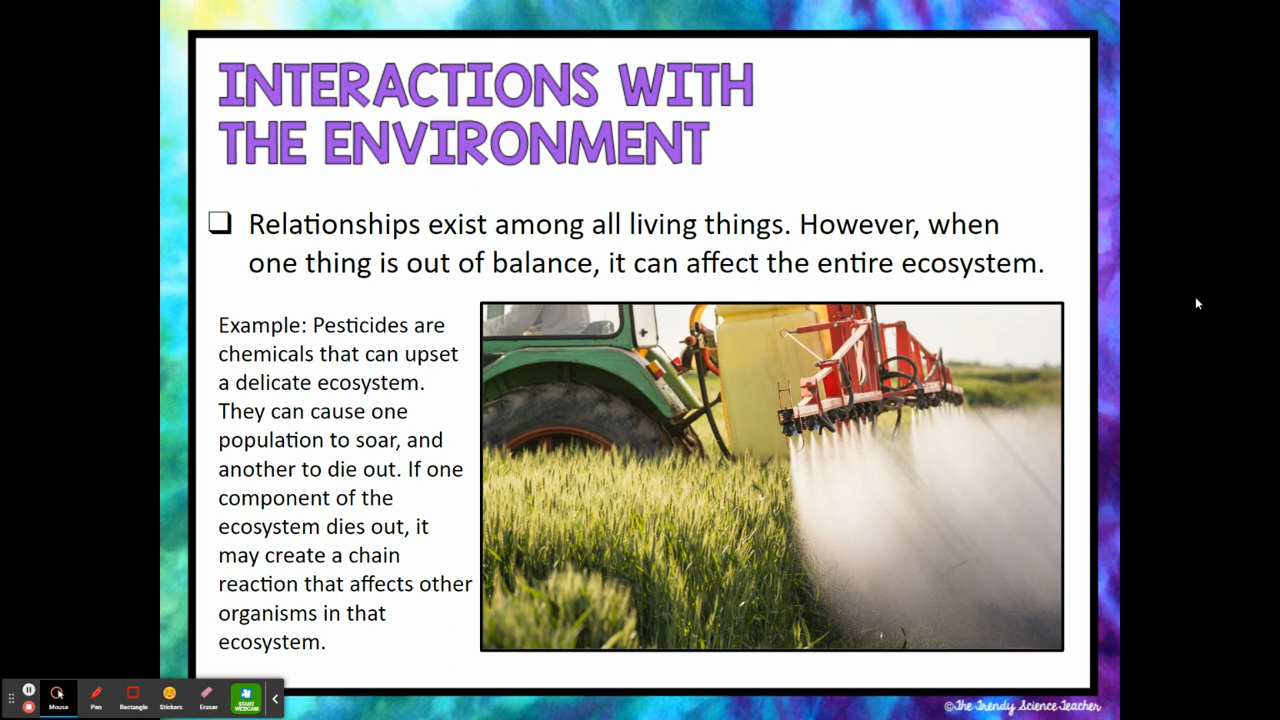 INTERACTIONS WITH
THE ENVIRONMENT
❑ Relationships exist among all living things. However, when
one thing is out of balance, it can affect the entire ecosystem.
Example: Pesticides are
chemicals that can upset
a delicate ecosystem.
They can cause one
population to soar, and
another to die out. If one
component of the
ecosystem dies out, it
may create a chain
reaction that affects other
organisms in that
ecosystem.
Mouse
Pen
Rectangle
Stickers
Eraser
START
WEBCAM
©The Trendy Science Teacher